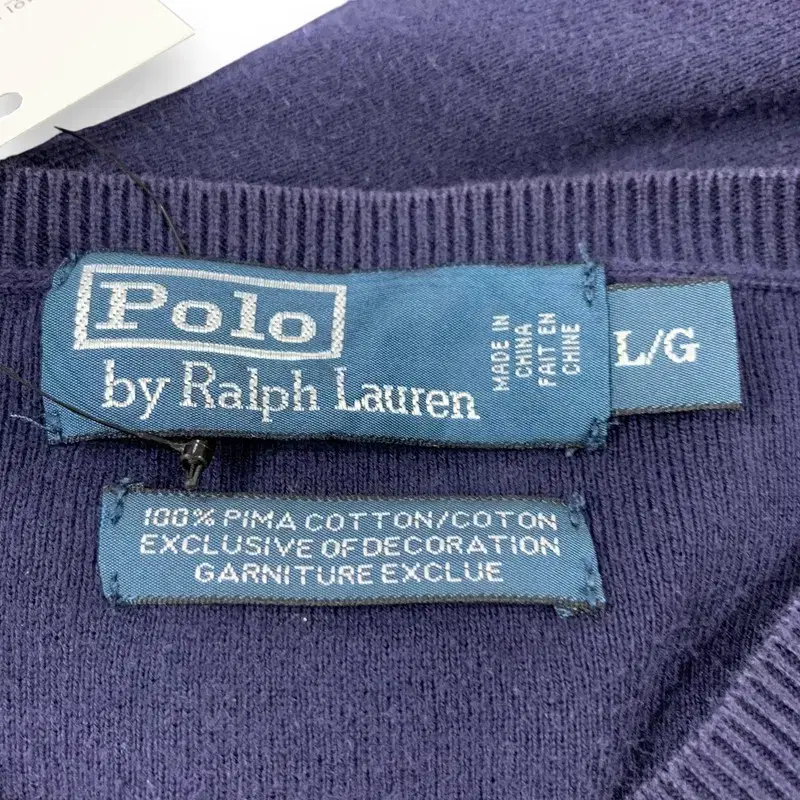 Polo
by Ralph Lauren
MADE IN
CHINA
FAIT EN
CHINE
L/G
100% PIMA COTTON/COTON
EXCLUSIVE OF DECORATION
GARNITURE EXCLUE